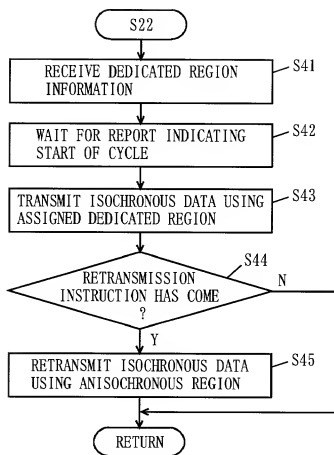 S22
RECEIVE DEDICATED REGION
INFORMATION
S41
WAIT FOR REPORT INDICATING
START OF CYCLE
S42
TRANSMIT ISOCHRONOUS DATA USING
ASSIGNED DEDICATED REGION
S43
RETRANSMISSION
INSTRUCTION HAS COME
?
S44
N
Y
RETRANSMIT ISOCHRONOUS DATA
USING ANISOCHRONOUS REGION
S45
RETURN